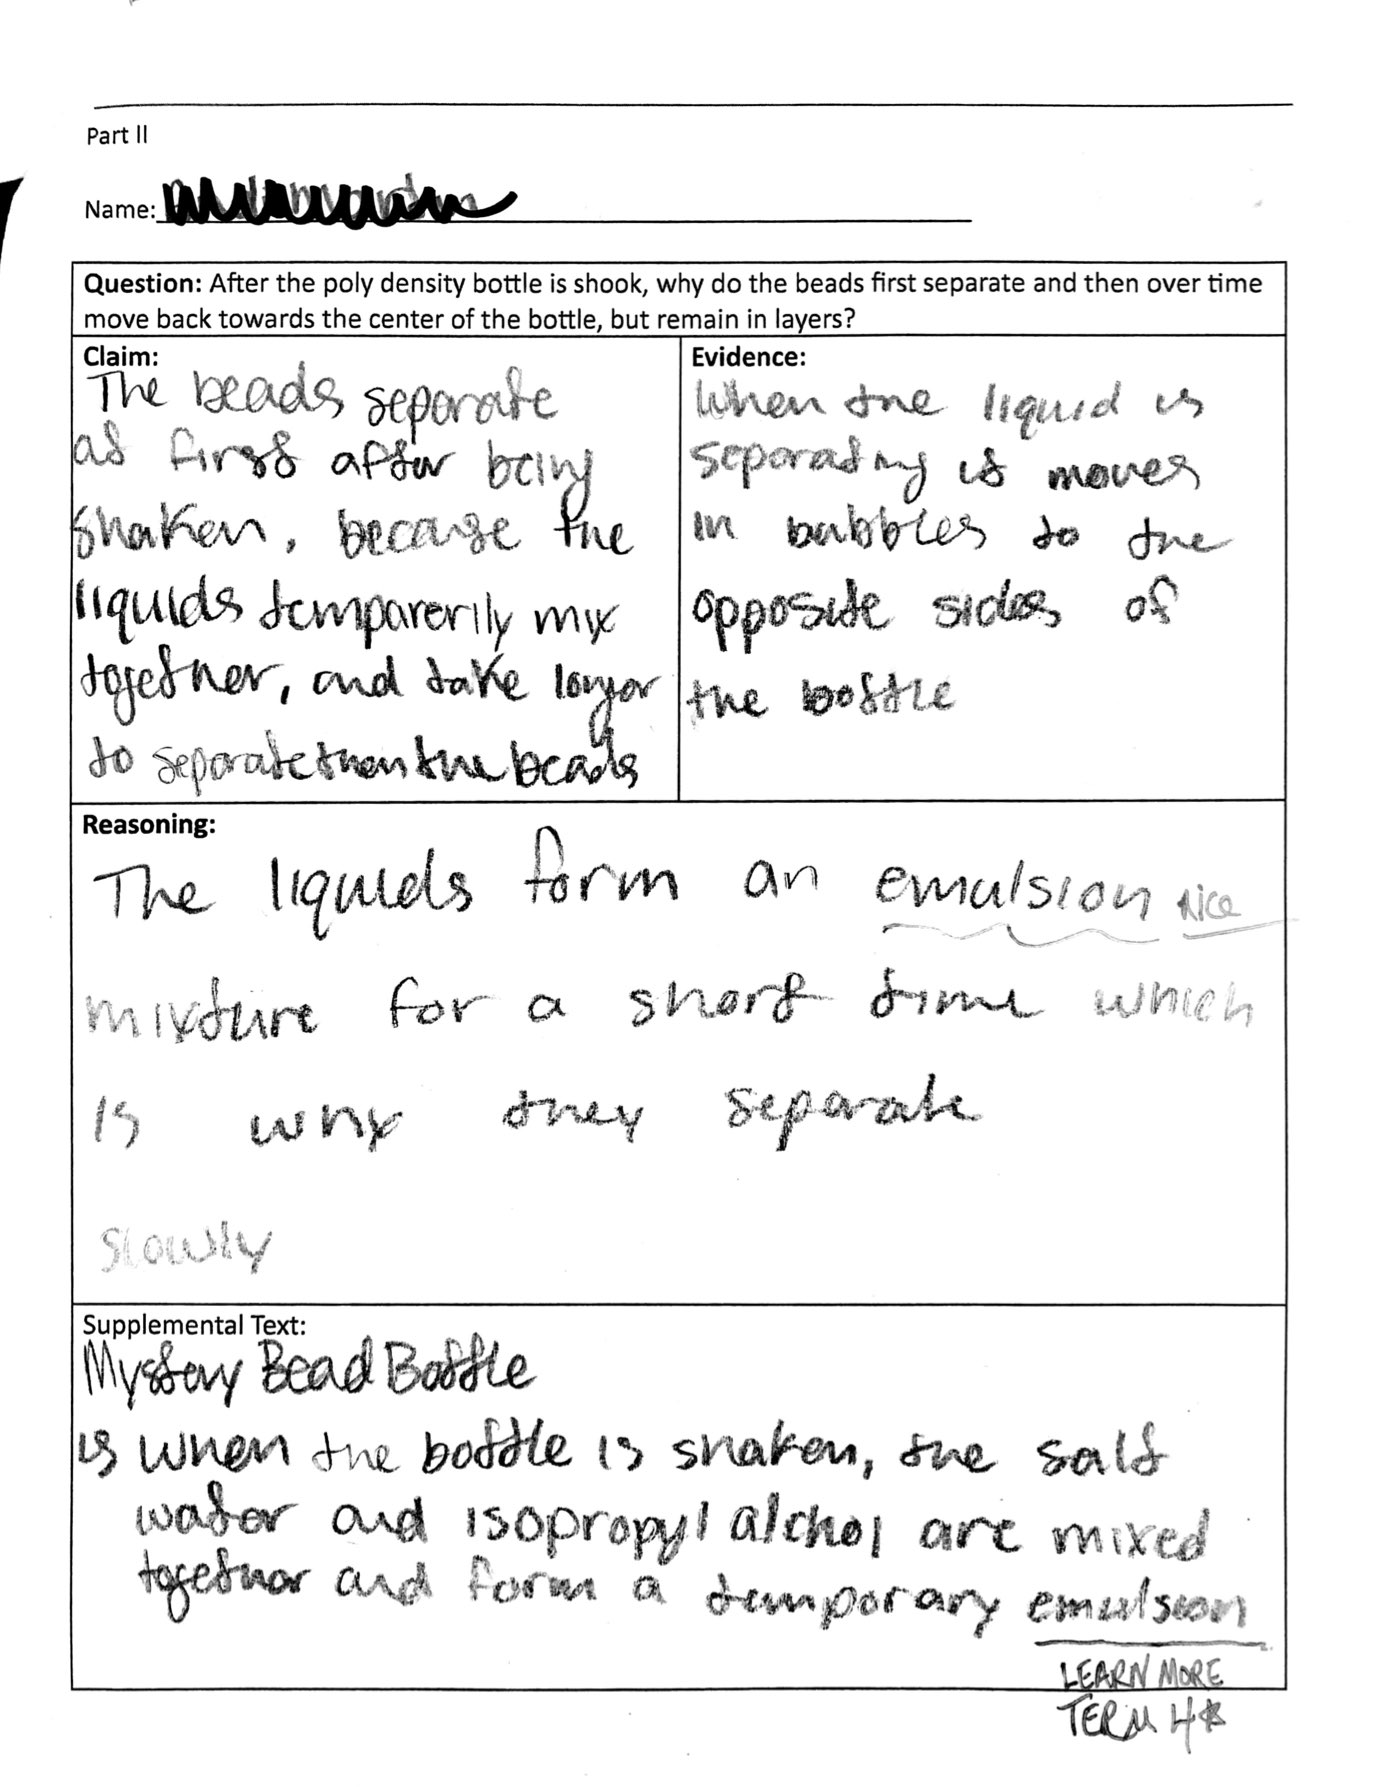 Part II
Name:
Question: After the poly density bottle is shook, why do the beads first separate and then over time
move back towards the center of the bottle, but remain in layers?
Claim:
The beads separate
at first after being
shaken, because the
liquids temparerily mix
together, and take longer
to separate then the beads
Evidence:
When the liquid is
separating it moves
in bubbles to the
opposite sides of
the bottle
Reasoning:
The liquids form an emulsion Nice
mixture for a short time which
is why they separate
slowly
Supplemental Text:
Mystery Bead Bottle
is when the bottle is shaken, the salt
water and isopropyl alchol are mixed
together and form a temporary emulsion
LEARN MORE
TERM 4*